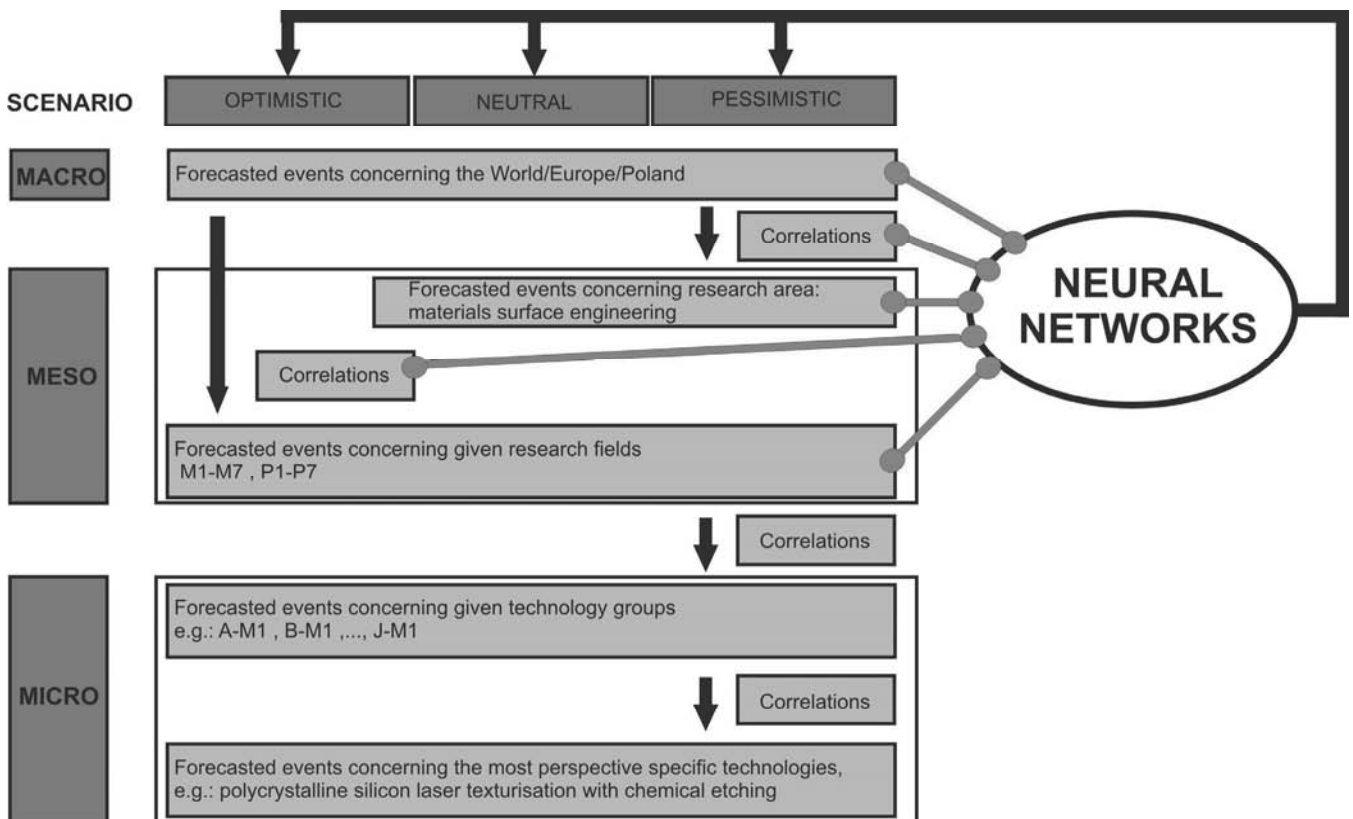 SCENARIO
OPTIMISTIC
NEUTRAL
PESSIMISTIC
MACRO
Forecasted events concerning the World/Europe/Poland
Correlations
MESO
Forecasted events concerning research area:
materials surface engineering
Correlations
Forecasted events concerning given research fields
M1-M7 , P1-P7
NEURAL
NETWORKS
Correlations
MICRO
Forecasted events concerning given technology groups
e.g.: A-M1 , B-M1 ,..., J-M1
Correlations
Forecasted events concerning the most perspective specific technologies,
e.g.: polycrystalline silicon laser texturisation with chemical etching